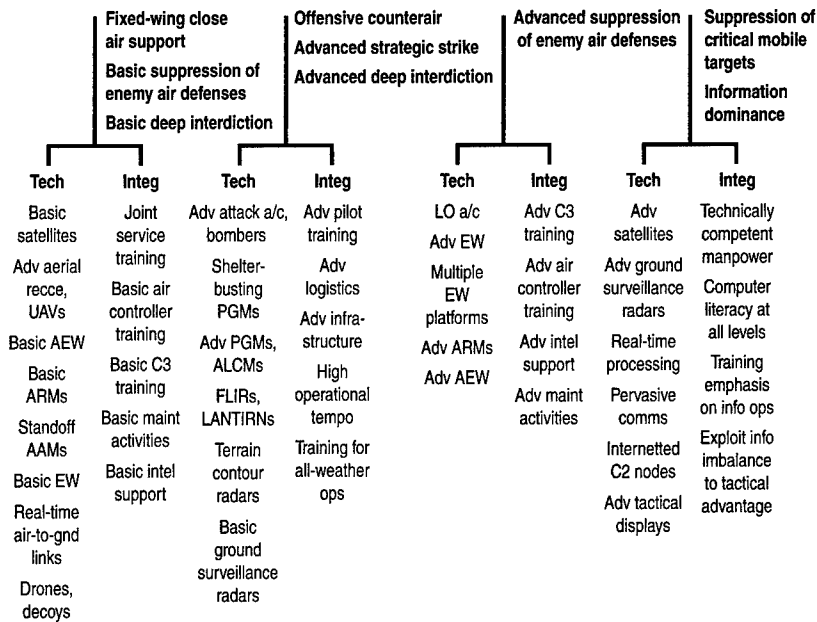 Fixed-wing close
air support
Basic suppression of
enemy air defenses
Basic deep interdiction
Offensive counterair
Advanced strategic strike
Advanced deep interdiction
Advanced suppression
of enemy air defenses
Suppression of
critical mobile
targets
Information
dominance
Tech
Basic
satellites
Adv aerial
recce,
UAVs
Basic AEW
Basic
ARMs
Standoff
AAMs
Basic EW
Real-time
air-to-gnd
links
Drones,
decoys
Integ
Joint
service
training
Basic air
controller
training
Basic C3
training
Basic maint
activities
Basic intel
support
Tech
Adv attack a/c,
bombers
Shelter-
busting
PGMs
Adv PGMs,
ALCMs
FLIRs,
LANTIRNs
Terrain
contour
radars
Basic
ground
surveillance
radars
Integ
Adv pilot
training
Adv
logistics
Adv infra-
structure
High
operational
tempo
Training for
all-weather
ops
Tech
LO a/c
Adv EW
Multiple
EW
platforms
Adv ARMs
Adv AEW
Integ
Adv C3
training
Adv air
controller
training
Adv intel
support
Adv maint
activities
Tech
Adv
satellites
Adv ground
surveillance
radars
Real-time
processing
Pervasive
comms
Internetted
C2 nodes
Adv tactical
displays
Integ
Technically
competent
manpower
Computer
literacy at
all levels
Training
emphasis
on info ops
Exploit info
imbalance
to tactical
advantage